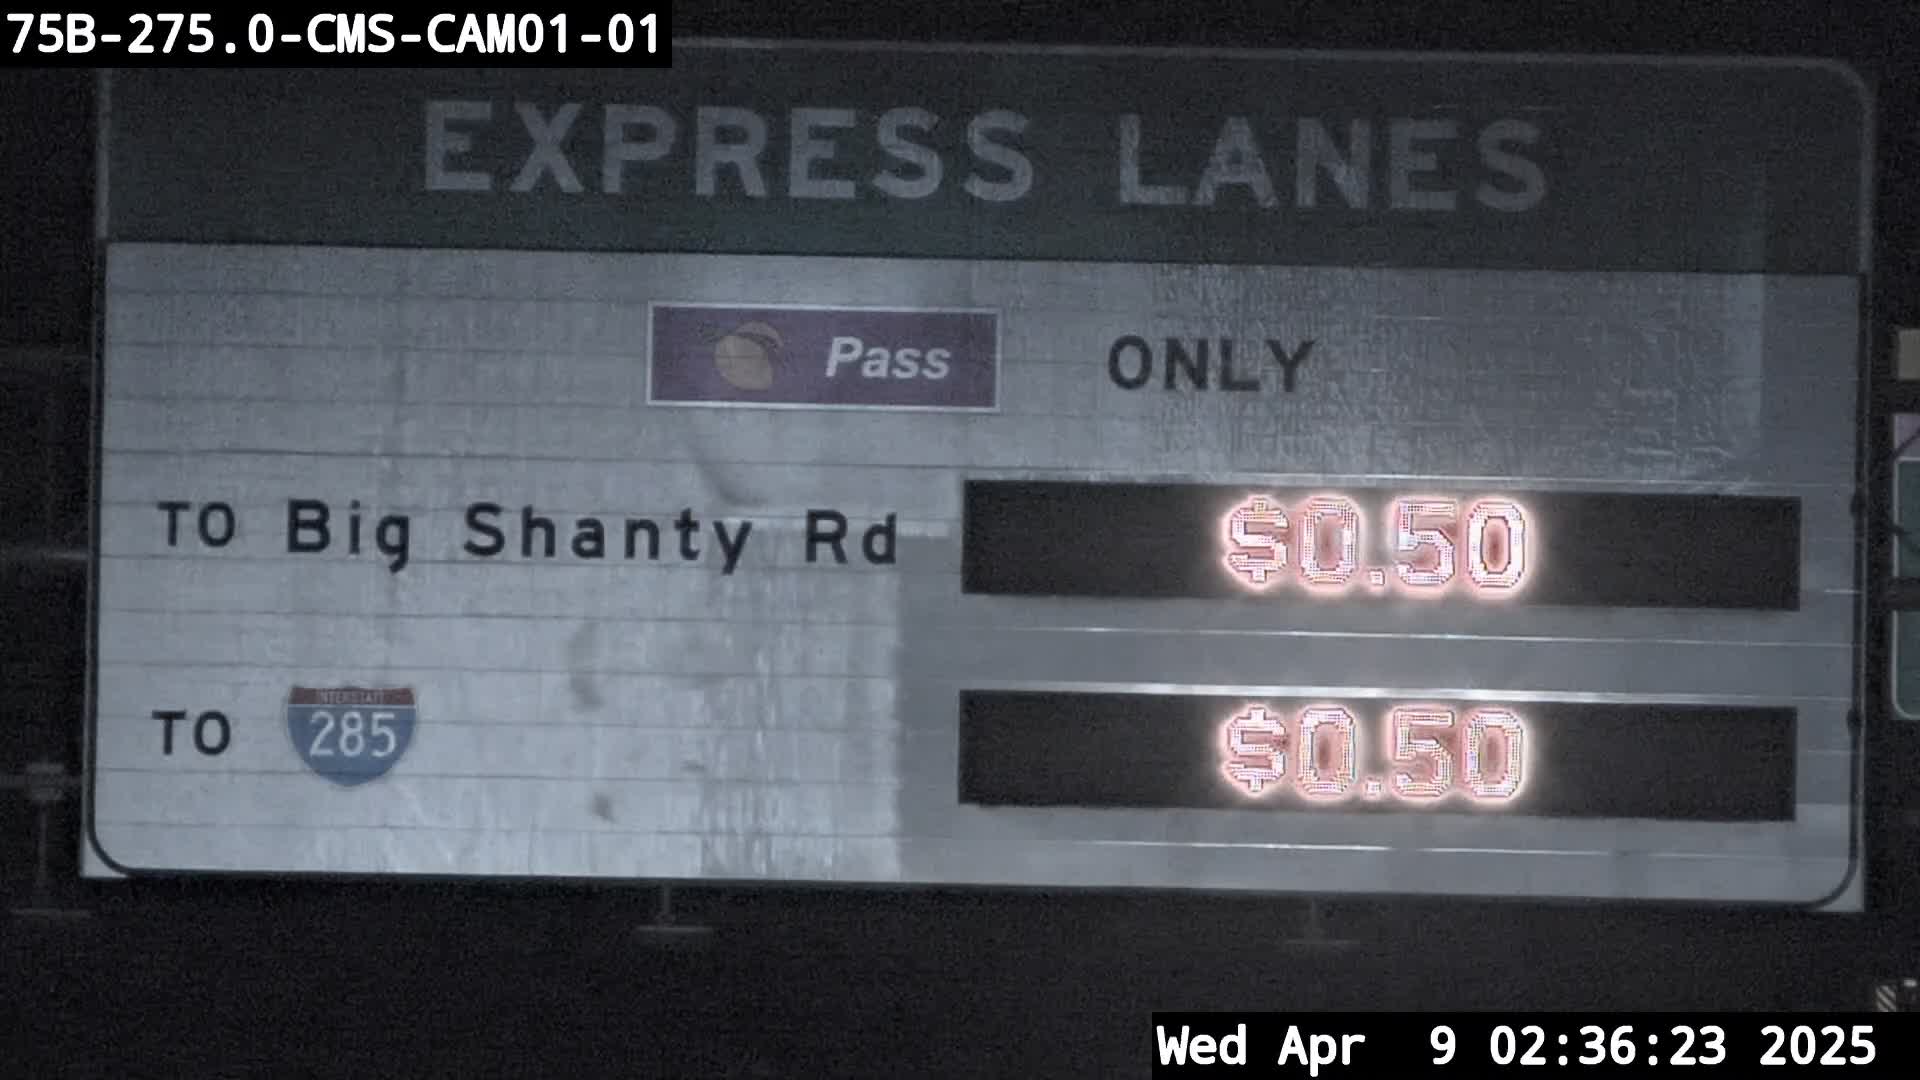 75B-275.0-CMS-CAM01-01
EXPRESS LANES
Pass ONLY
TO Big Shanty Rd $0.50
INTERSTATE
TO 285 $0.50
Wed Apr 9 02:36:23 2025